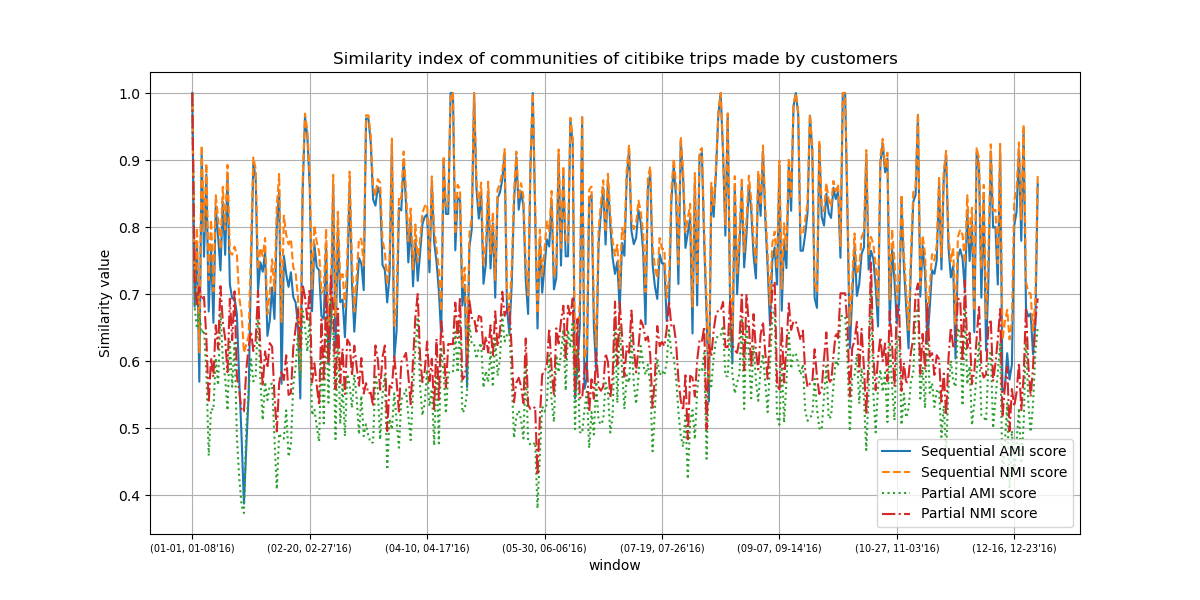 Similarity index of communities of citibike trips made by customers
1.0
0.9
0.8
0.7
0.6
0.5
0.4
Similarity value
Sequential AMI score
Sequential NMI score
Partial AMI score
Partial NMI score
(01-01, 01-08'16) (02-20, 02-27'16) (04-10, 04-17'16) (05-30, 06-06'16) (07-19, 07-26'16) (09-07, 09-14'16) (10-27, 11-03'16) (12-16, 12-23'16)
window